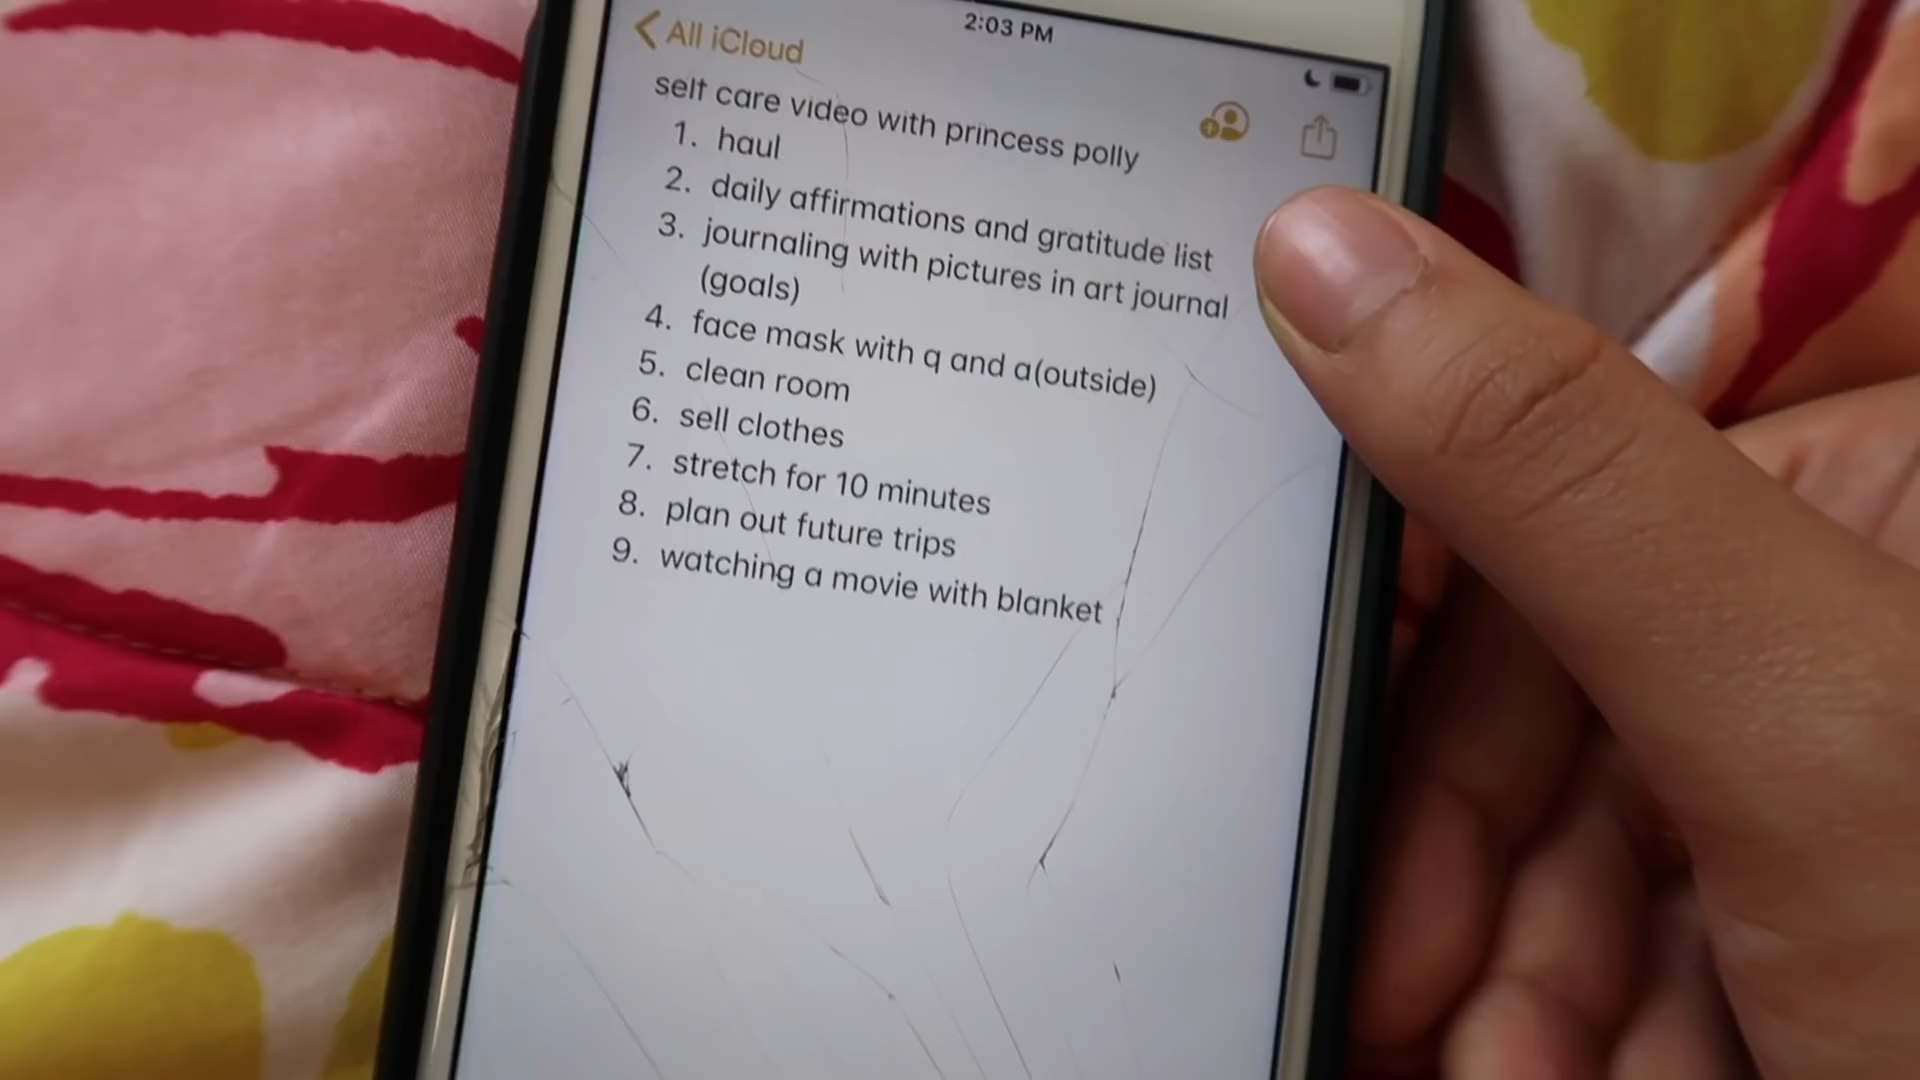 2:03 PM
All iCloud
self care video with princess polly
1. haul
2. daily affirmations and gratitude list
3. journaling with pictures in art journal
(goals)
4. face mask with q and a(outside)
5. clean room
6. sell clothes
7. stretch for 10 minutes
8. plan out future trips
9. watching a movie with blanket